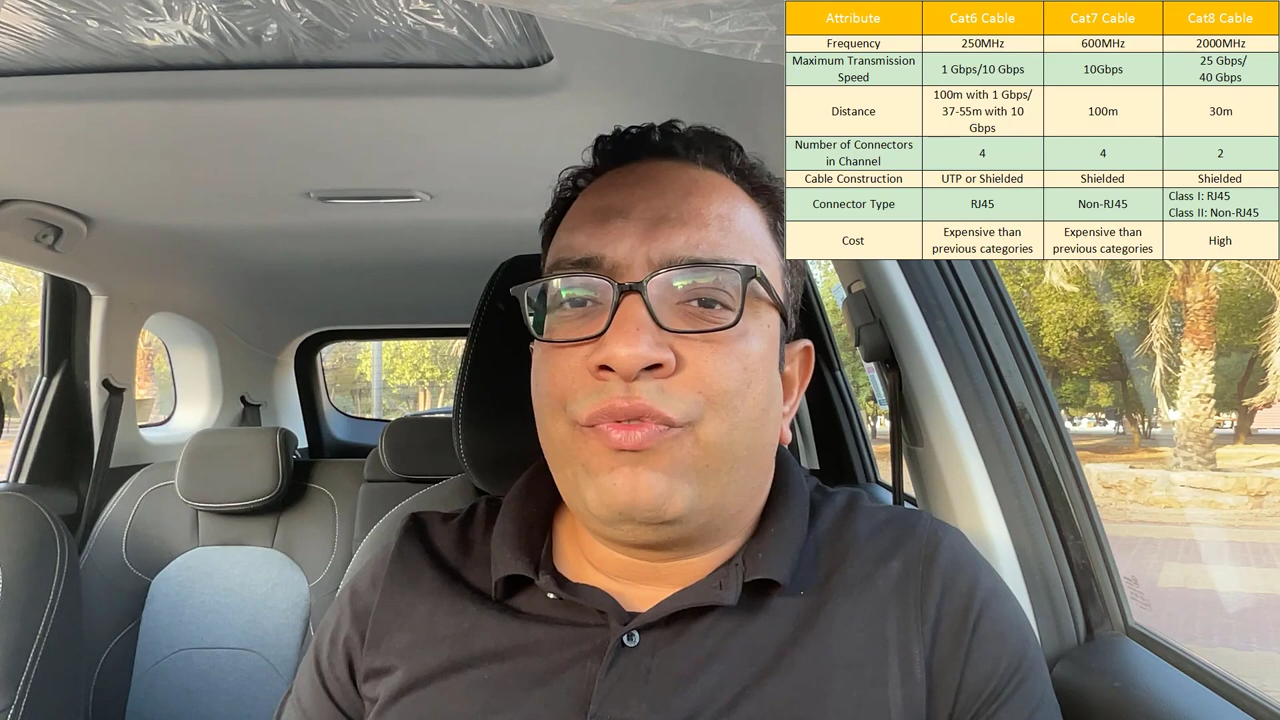 Attribute Cat6 Cable Cat7 Cable Cat8 Cable
Frequency 250MHz 600MHz 2000MHz
Maximum Transmission Speed 1 Gbps/10 Gbps 10Gbps 25 Gbps/ 40 Gbps
Distance 100m with 1 Gbps/ 37-55m with 10 Gbps 100m 30m
Number of Connectors in Channel 4 4 2
Cable Construction UTP or Shielded Shielded Shielded
Connector Type RJ45 Non-RJ45 Class I: RJ45 Class II: Non-RJ45
Cost Expensive than previous categories Expensive than previous categories High